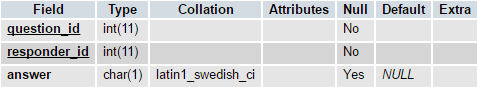 Field Type Collation Attributes Null Default Extra
question_id int(11) No
responder_id int(11) No
answer char(1) latin1_swedish_ci Yes NULL